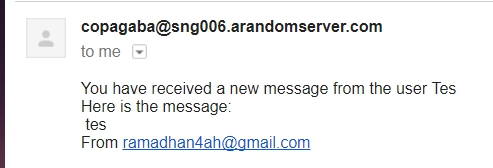 copagaba@sng006.arandomserver.com
to me
You have received a new message from the user Tes
Here is the message:
tes
From ramadhan4ah@gmail.com